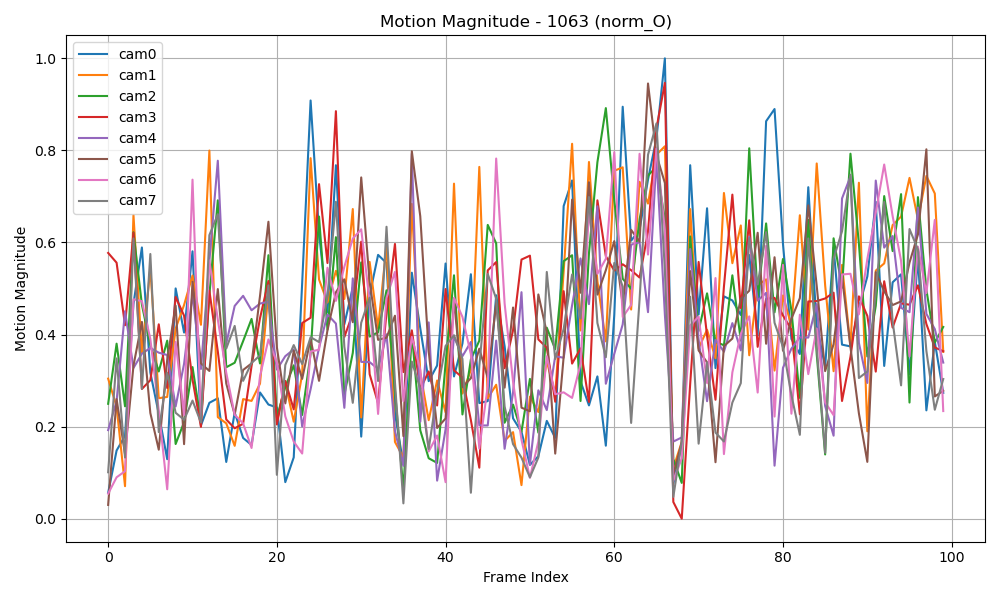 Motion Magnitude - 1063 (norm_O)
cam0
cam1
cam2
cam3
cam4
cam5
cam6
cam7
Motion Magnitude
1.0
0.8
0.6
0.4
0.2
0.0
0 20 40 60 80 100
Frame Index